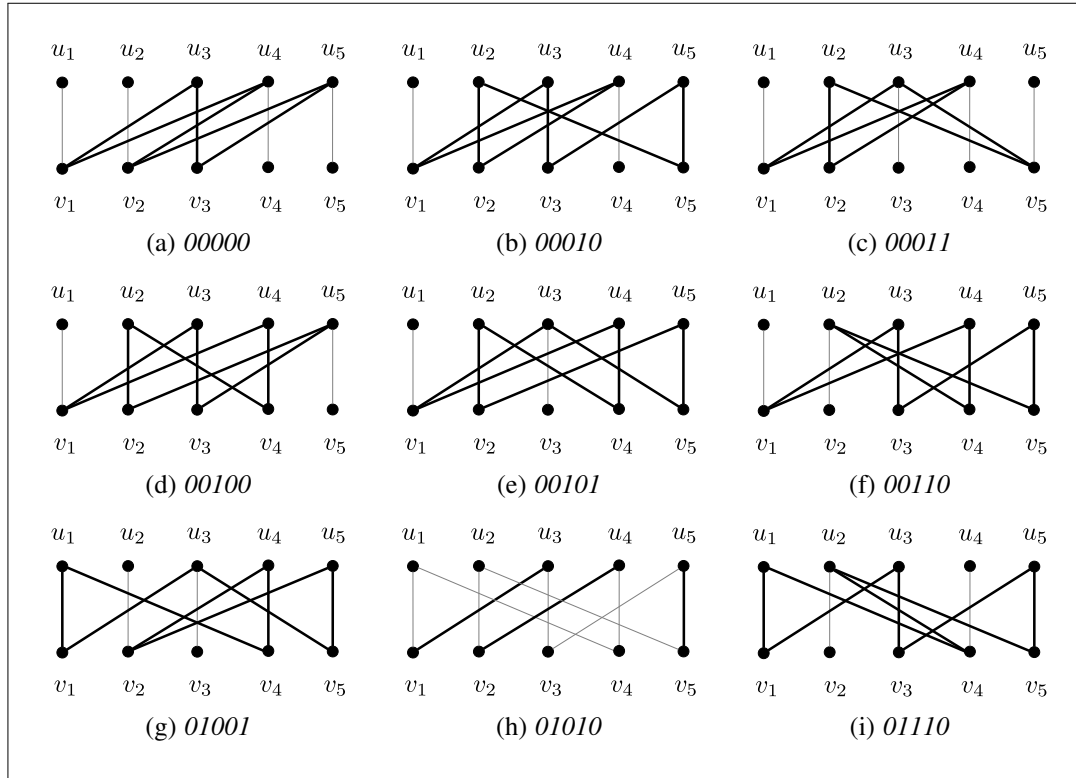 u₁ u₂ u₃ u₄ u₅ u₁ u₂ u₃ u₄ u₅ u₁ u₂ u₃ u₄ u₅
v₁ v₂ v₃ v₄ v₅ v₁ v₂ v₃ v₄ v₅ v₁ v₂ v₃ v₄ v₅
(a) 00000 (b) 00010 (c) 00011
u₁ u₂ u₃ u₄ u₅ u₁ u₂ u₃ u₄ u₅ u₁ u₂ u₃ u₄ u₅
v₁ v₂ v₃ v₄ v₅ v₁ v₂ v₃ v₄ v₅ v₁ v₂ v₃ v₄ v₅
(d) 00100 (e) 00101 (f) 00110
u₁ u₂ u₃ u₄ u₅ u₁ u₂ u₃ u₄ u₅ u₁ u₂ u₃ u₄ u₅
v₁ v₂ v₃ v₄ v₅ v₁ v₂ v₃ v₄ v₅ v₁ v₂ v₃ v₄ v₅
(g) 01001 (h) 01010 (i) 01110